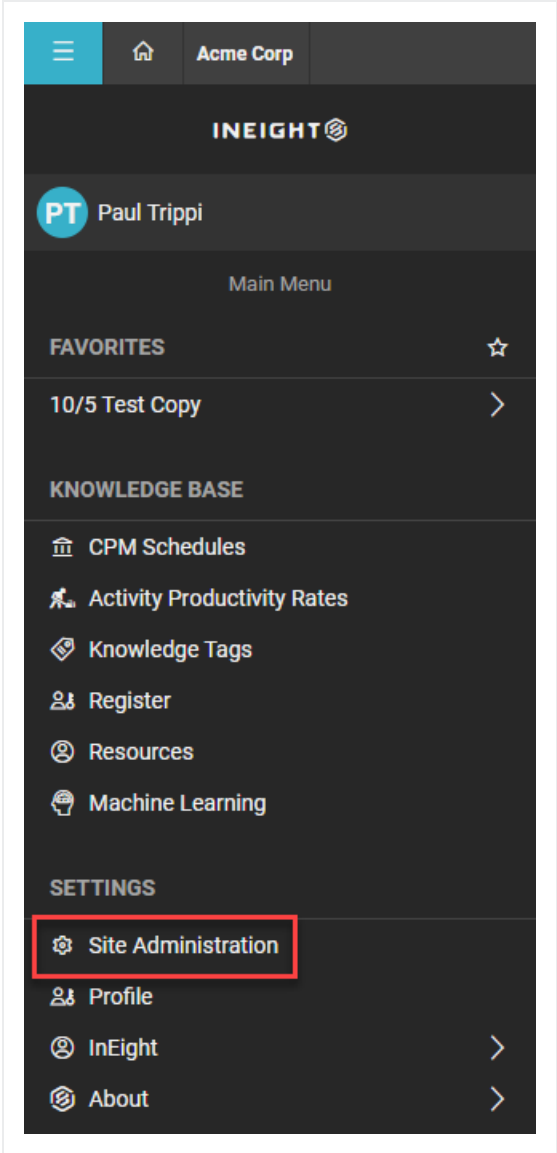 Acme Corp
INEIGHT
PT Paul Trippi
Main Menu
FAVORITES
10/5 Test Copy
KNOWLEDGE BASE
CPM Schedules
Activity Productivity Rates
Knowledge Tags
Register
Resources
Machine Learning
SETTINGS
Site Administration
Profile
InEight
About